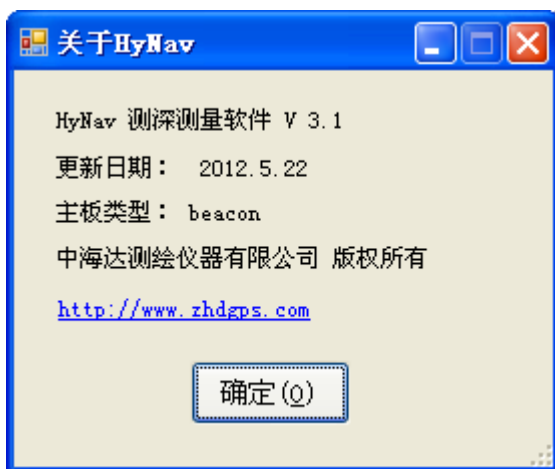 关于HyNav
HyNav 测深测量软件 V 3.1
更新日期： 2012.5.22
主板类型： beacon
中海达测绘仪器有限公司 版权所有
http://www.zhdgps.com
确定(O)